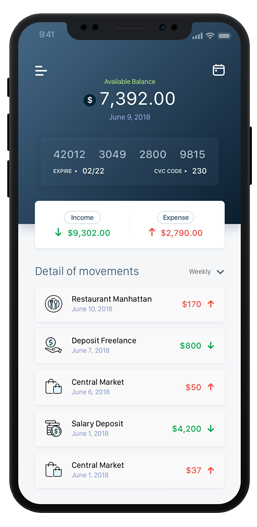 9:41
Available Balance
$ 7,392.00
June 9, 2018
42012 3049 2800 9815
EXPIRE • 02/22 CVC CODE • 230
Income Expense
$9,302.00 $2,790.00
Detail of movements Weekly
Restaurant Manhattan
$170
June 10, 2018
Deposit Freelance
$800
June 7, 2018
Central Market
$50
June 6, 2018
Salary Deposit
$4,200
June 1, 2018
Central Market
$37
June 1, 2018